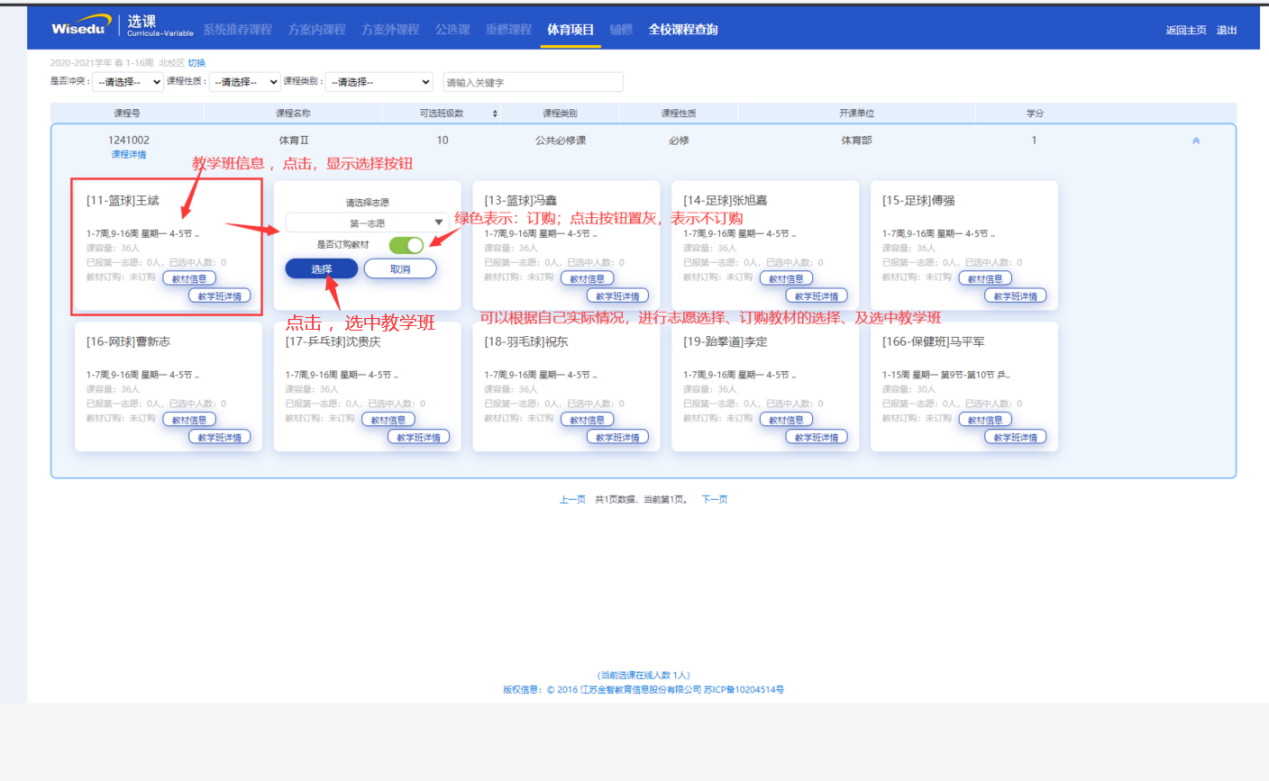 Wisedu 选课
Curricula-Variable
系统推荐课程 方案内课程 方案外课程 公选课 重修课程 体育项目 辅修 全校课程查询 返回主页 退出
2020-2021学年 春 1-16周 北校区 切换
是否冲突: --请选择-- 课程性质: --请选择-- 课程类别: --请选择-- 请输入关键字
课程号 课程名称 可选班级数 课程类别 课程性质 开课单位 学分
1241002 体育Ⅱ 10 公共必修课 必修 体育部 1
课程详情
教学班信息 ，点击，显示选择按钮
[11-篮球]王斌
1-7周,9-16周 星期一 4-5节 ..
课容量: 36人
已报第一志愿: 0人, 已选中人数: 0
教材订购: 未订购 教材信息
教学班详情
请选择志愿
第一志愿
是否订购教材
选择 取消
[13-篮球]冯鑫
绿色表示：订购；点击按钮置灰，表示不订购
1-7周,9-16周 星期一 4-5节 ..
课容量: 36人
已报第一志愿: 0人, 已选中人数: 0
教材订购: 未订购 教材信息
教学班详情
[14-足球]张旭嘉
1-7周,9-16周 星期一 4-5节 ..
课容量: 36人
已报第一志愿: 0人, 已选中人数: 0
教材订购: 未订购 教材信息
教学班详情
[15-足球]傅强
1-7周,9-16周 星期一 4-5节 ..
课容量: 36人
已报第一志愿: 0人, 已选中人数: 0
教材订购: 未订购 教材信息
教学班详情
点击 ，选中教学班
可以根据自己实际情况，进行志愿选择、订购教材的选择、及选中教学班
[16-网球]曹新志
1-7周,9-16周 星期一 4-5节 ..
课容量: 36人
已报第一志愿: 0人, 已选中人数: 0
教材订购: 未订购 教材信息
教学班详情
[17-乒乓球]沈贵庆
1-7周,9-16周 星期一 4-5节 ..
课容量: 36人
已报第一志愿: 0人, 已选中人数: 0
教材订购: 未订购 教材信息
教学班详情
[18-羽毛球]祝东
1-7周,9-16周 星期一 4-5节 ..
课容量: 36人
已报第一志愿: 0人, 已选中人数: 0
教材订购: 未订购 教材信息
教学班详情
[19-跆拳道]李定
1-7周,9-16周 星期一 4-5节 ..
课容量: 36人
已报第一志愿: 0人, 已选中人数: 0
教材订购: 未订购 教材信息
教学班详情
[166-保健班]马平军
1-15周 星期一 第9节-第10节 乒..
课容量: 30人
已报第一志愿: 0人, 已选中人数: 0
教材订购: 未订购 教材信息
教学班详情
上一页 共1页数据, 当前第1页。 下一页
(当前选课在线人数 1人)
版权信息: © 2016 江苏金智教育信息股份有限公司 苏ICP备10204514号